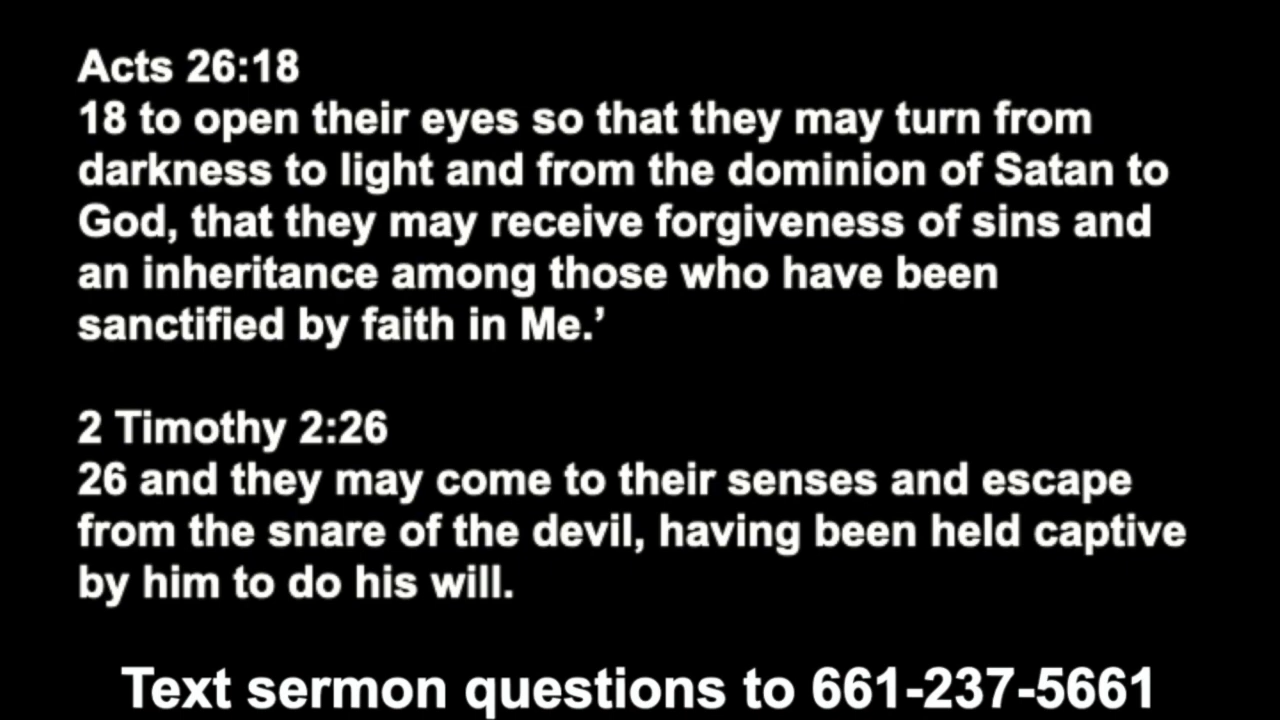 Acts 26:18
18 to open their eyes so that they may turn from
darkness to light and from the dominion of Satan to
God, that they may receive forgiveness of sins and
an inheritance among those who have been
sanctified by faith in Me.’
2 Timothy 2:26
26 and they may come to their senses and escape
from the snare of the devil, having been held captive
by him to do his will.
Text sermon questions to 661-237-5661